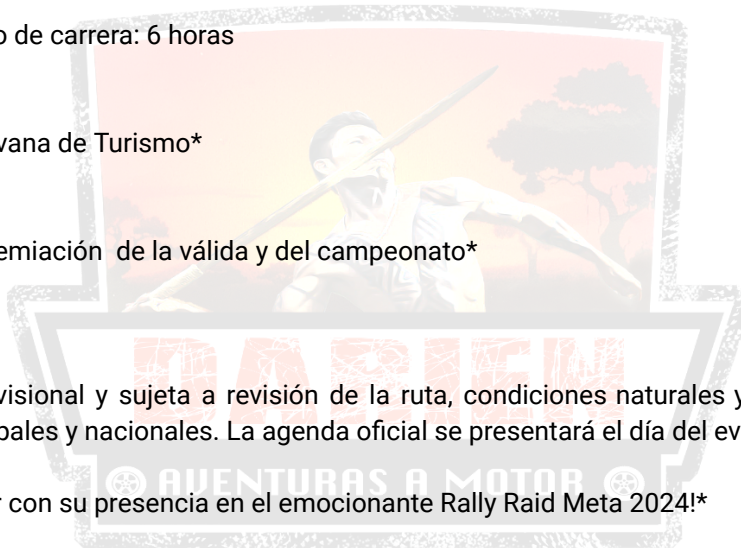 o de carrera: 6 horas
vana de Turismo*
emiación de la válida y del campeonato*
DARIEN
visional y sujeta a revisión de la ruta, condiciones naturales y
pales y nacionales. La agenda oficial se presentará el día del ev
AVENTURAS A MOTOR
r con su presencia en el emocionante Rally Raid Meta 2024!*